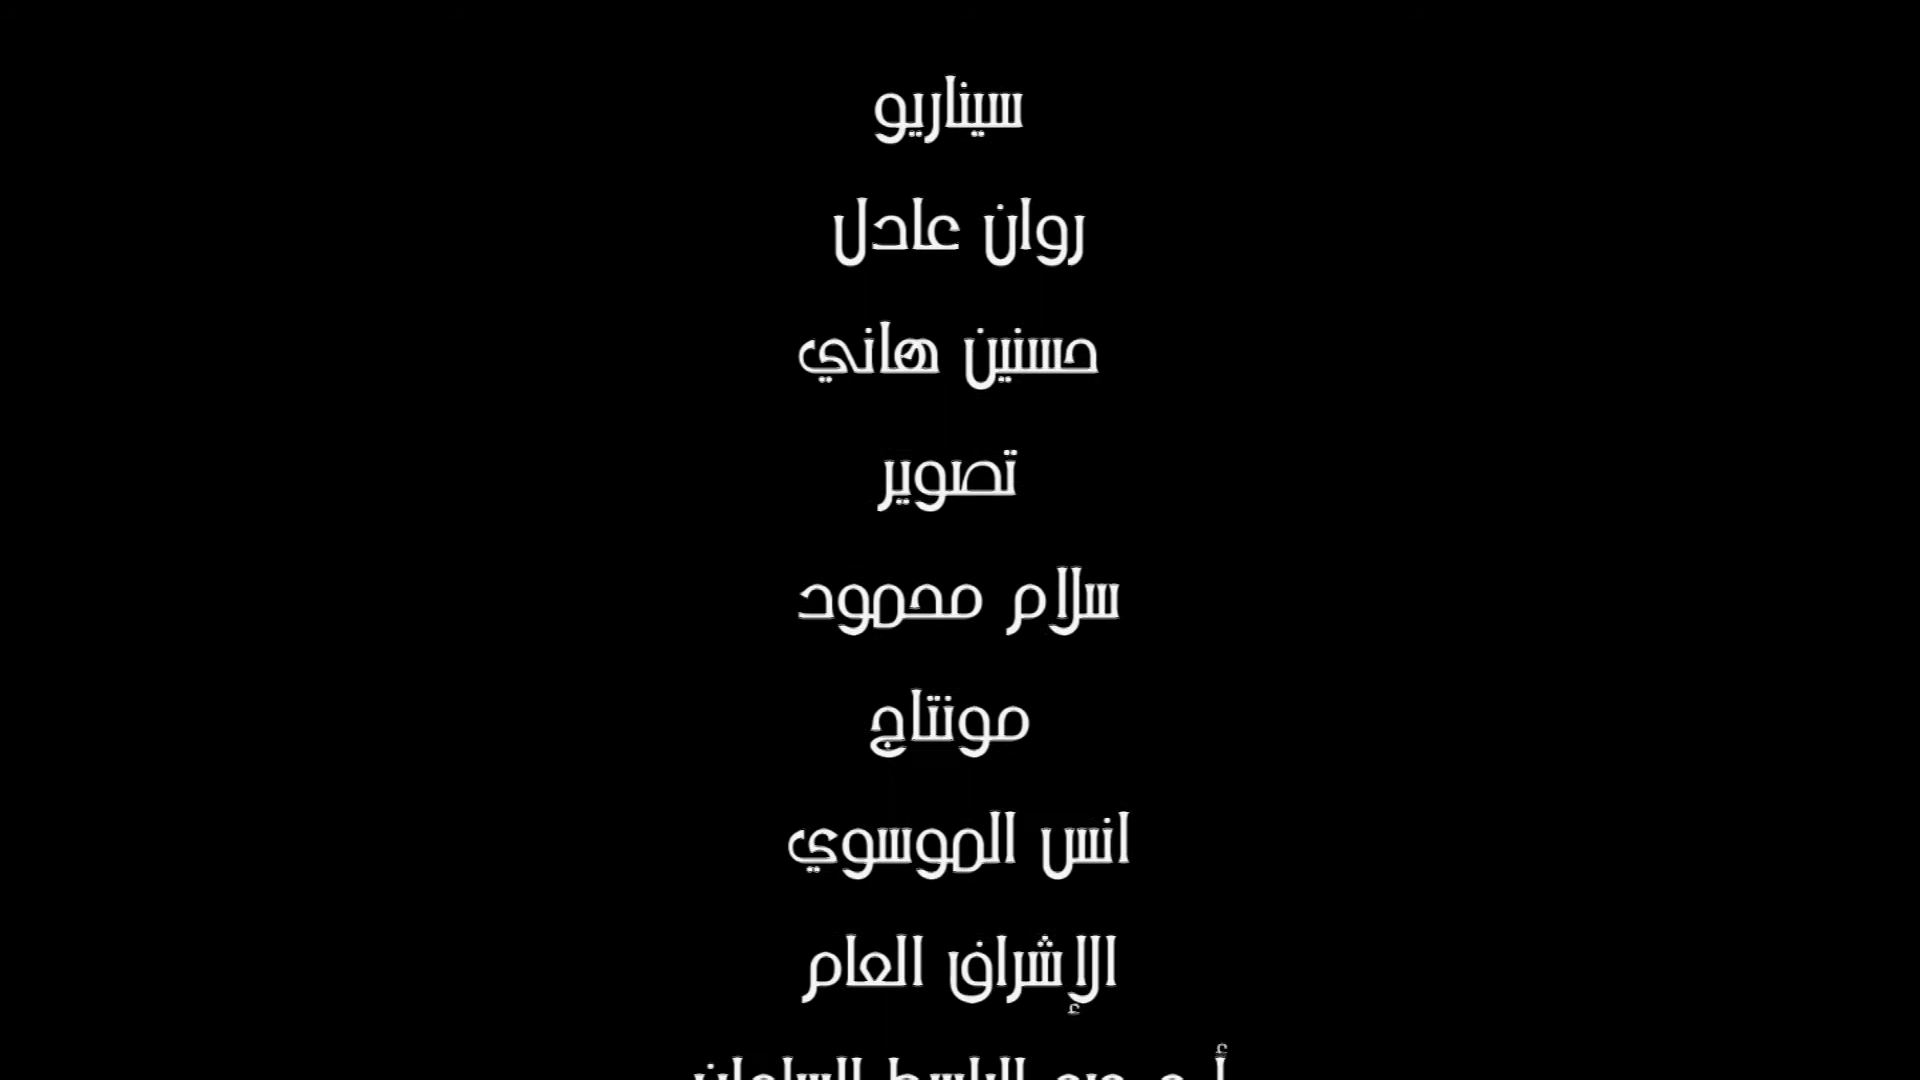 سيناريو
روان عادل
حسنين هاني
تصوير
سلام محمود
مونتاج
انس الموسوي
الإشراف العام